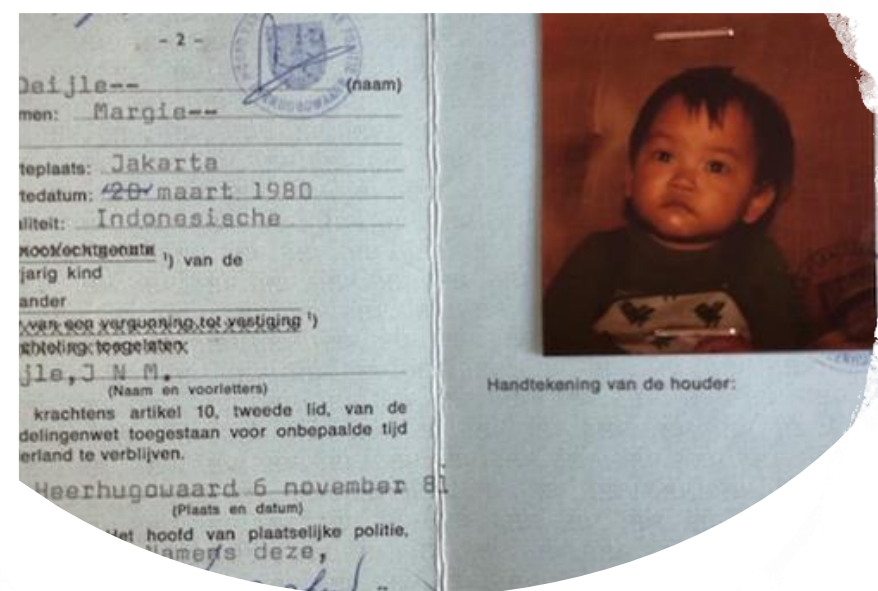 - 2 -
Deijle-- (naam)
men: Margie--
teplaats: Jakarta
tedatum: 20 maart 1980
liteit: Indonesische
¹) van de
jarig kind
ander
van een vergunning tot vestiging ¹)
toegelaten
jle, J N M.
(Naam en voorletters)
krachtens artikel 10, tweede lid, van de
delingenwet toegestaan voor onbepaalde tijd
erland te verblijven.
Heerhugowaard 6 november 81
(Plaats en datum)
Het hoofd van plaatselijke politie,
Namens deze,
Handtekening van de houder: